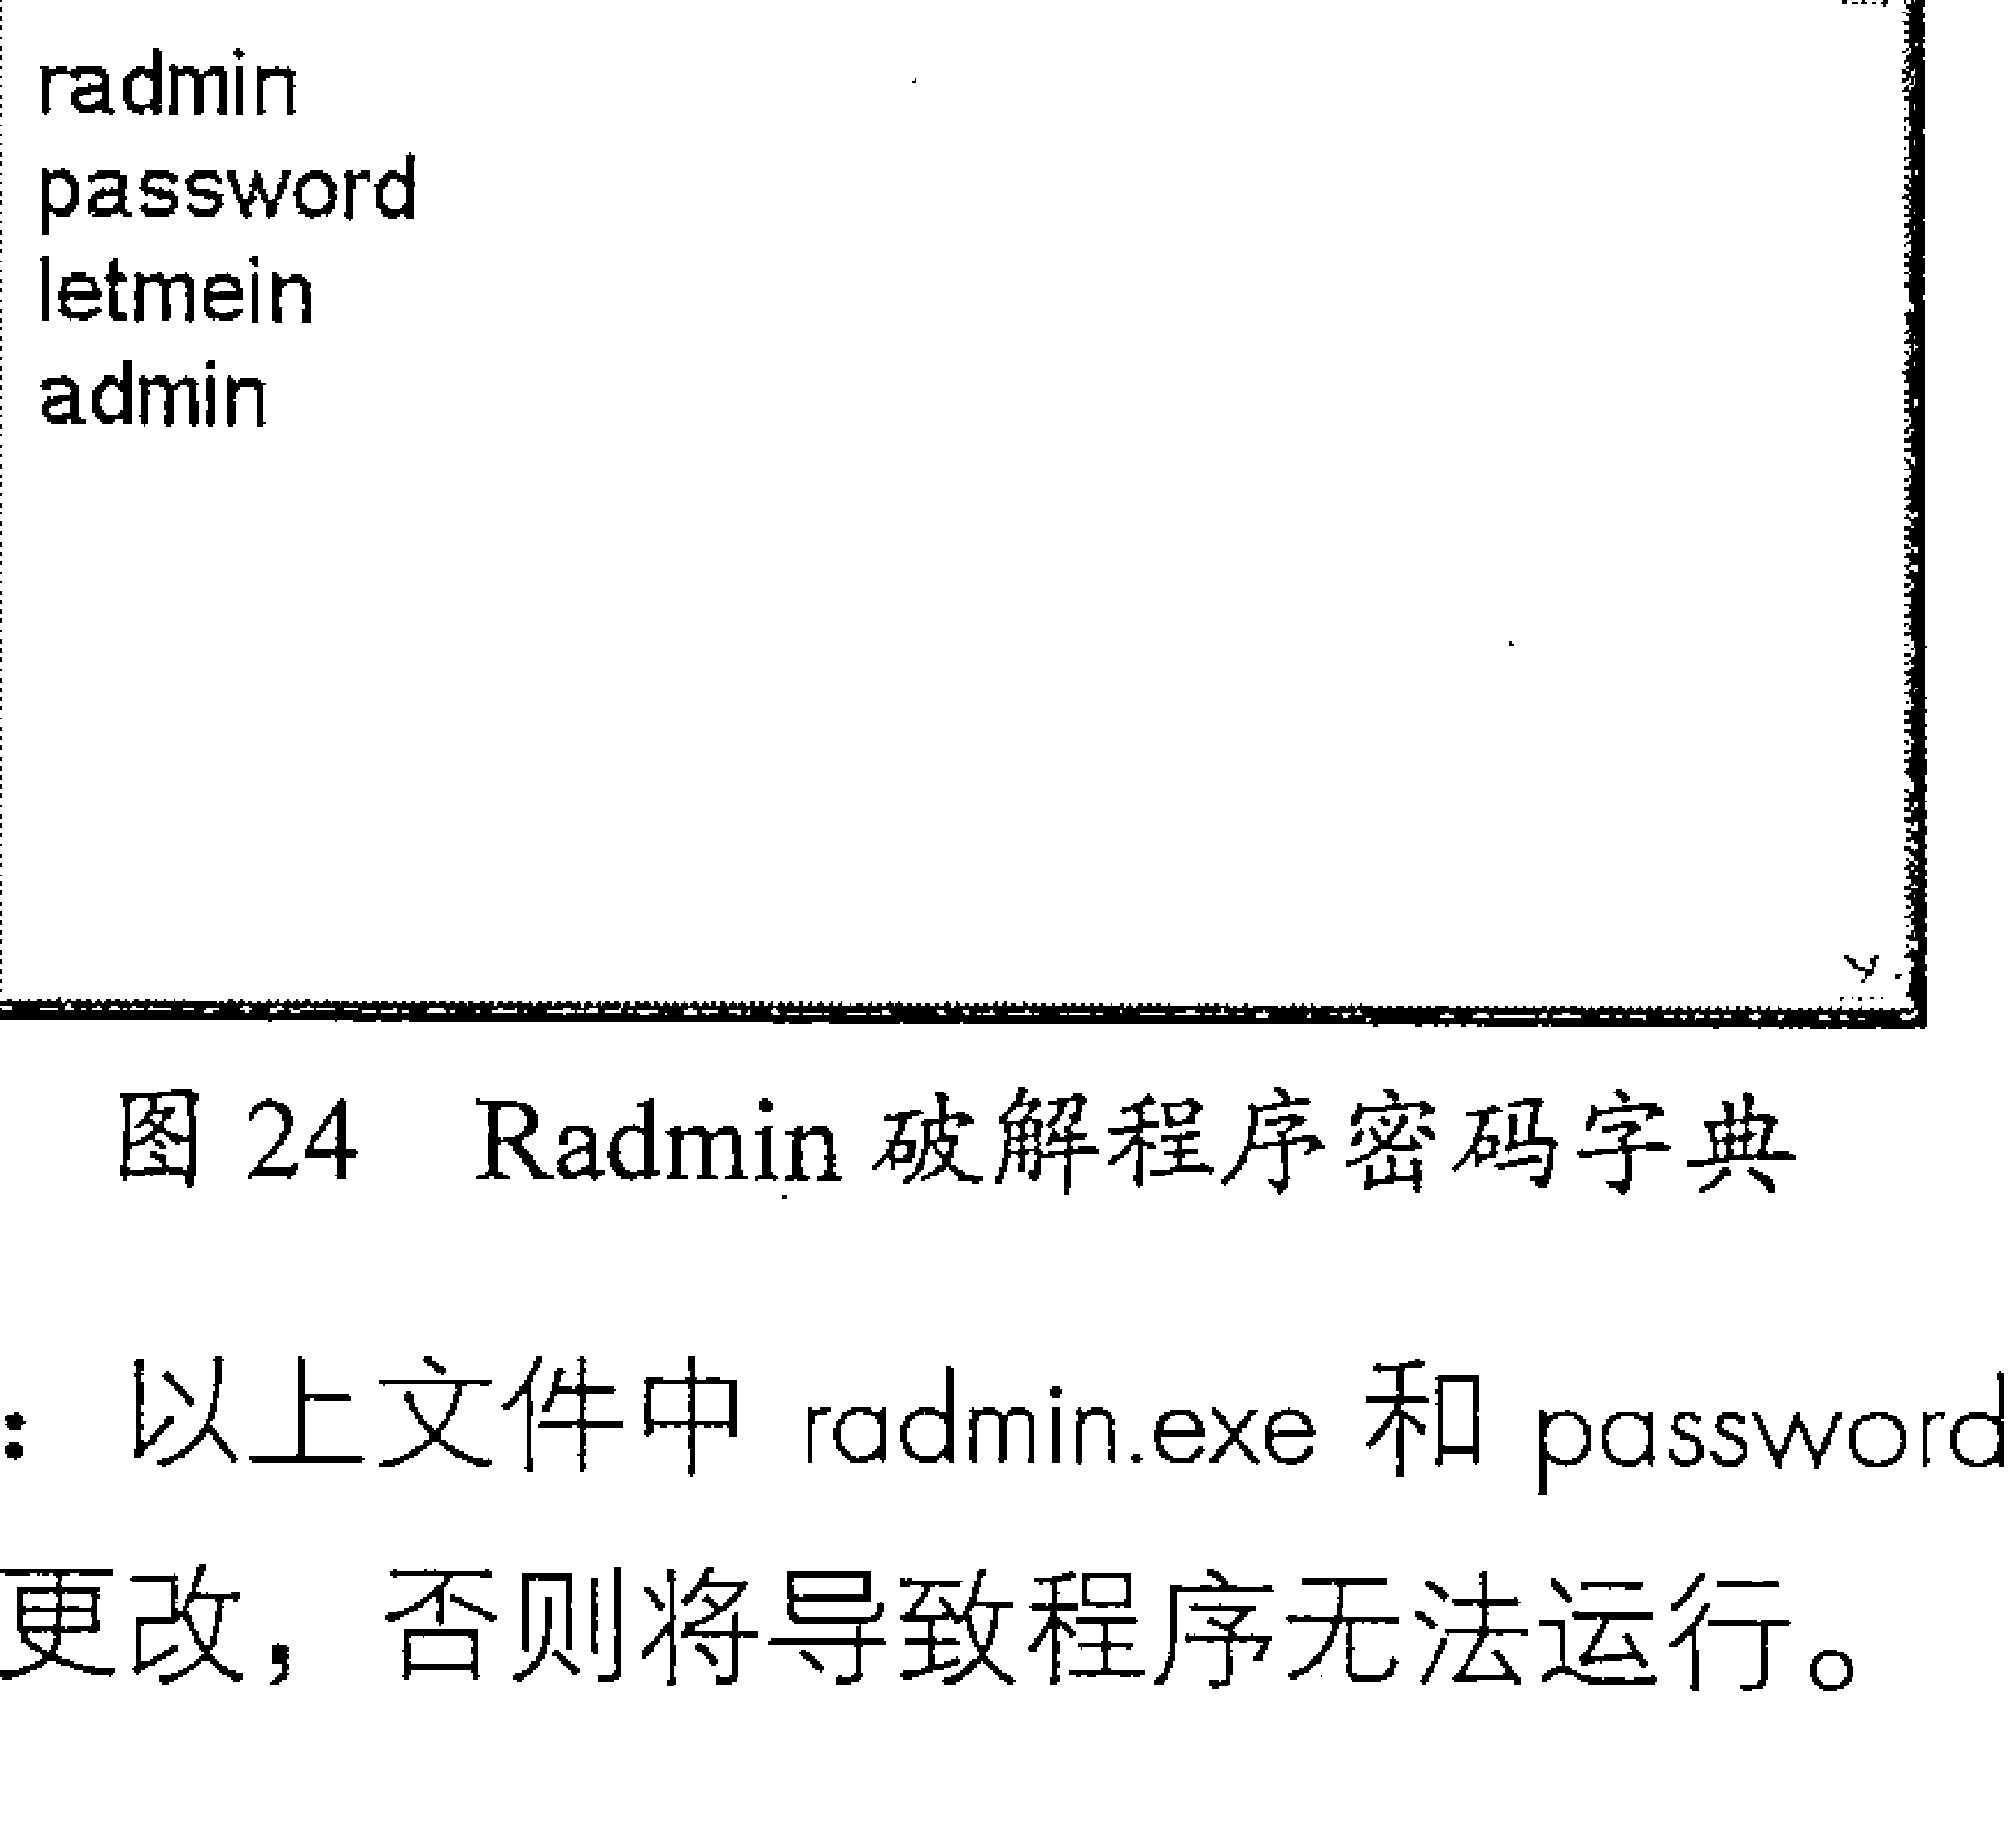 radmin
password
letmein
admin
图 24 Radmin 破解程序密码字典
：以上文件中 radmin.exe 和 password
更改，否则将导致程序无法运行。